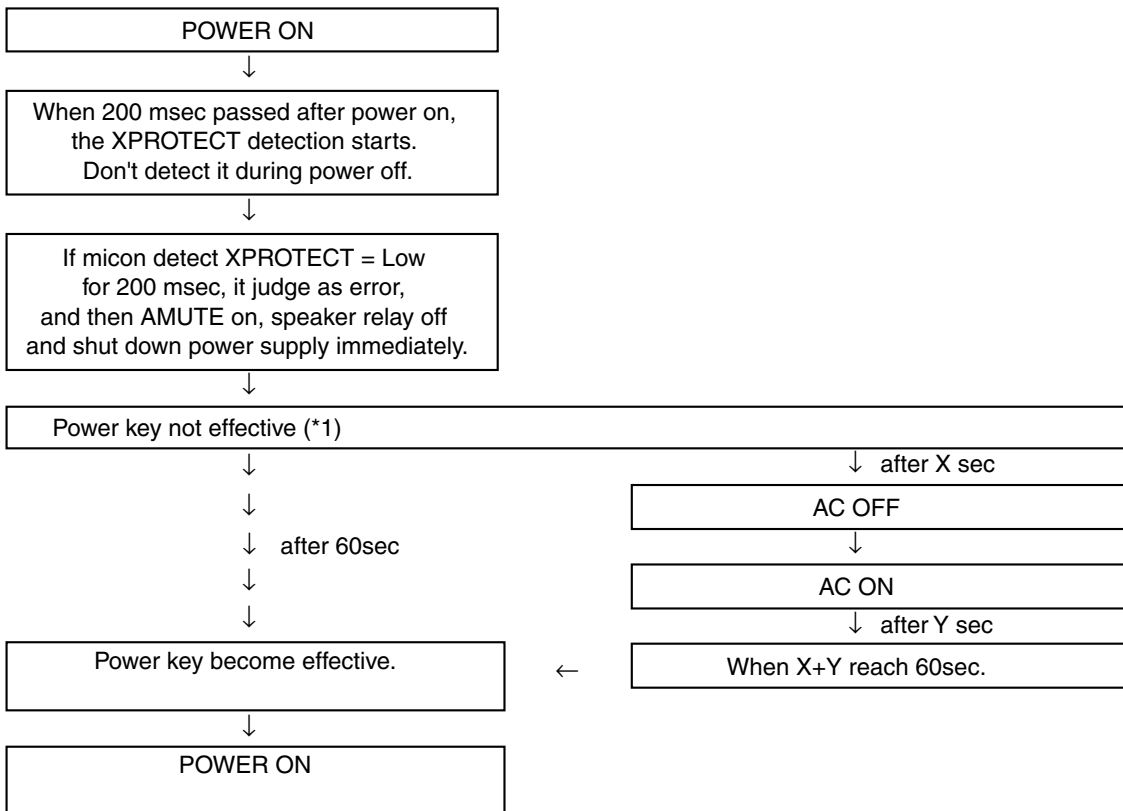 POWER ON
↓
When 200 msec passed after power on,
the XPROTECT detection starts.
Don't detect it during power off.
↓
If micon detect XPROTECT = Low
for 200 msec, it judge as error,
and then AMUTE on, speaker relay off
and shut down power supply immediately.
↓
Power key not effective (*1)
↓
↓
↓ after 60sec
↓
↓
↓ after X sec
AC OFF
↓
AC ON
↓ after Y sec
When X+Y reach 60sec.
←
Power key become effective.
↓
POWER ON